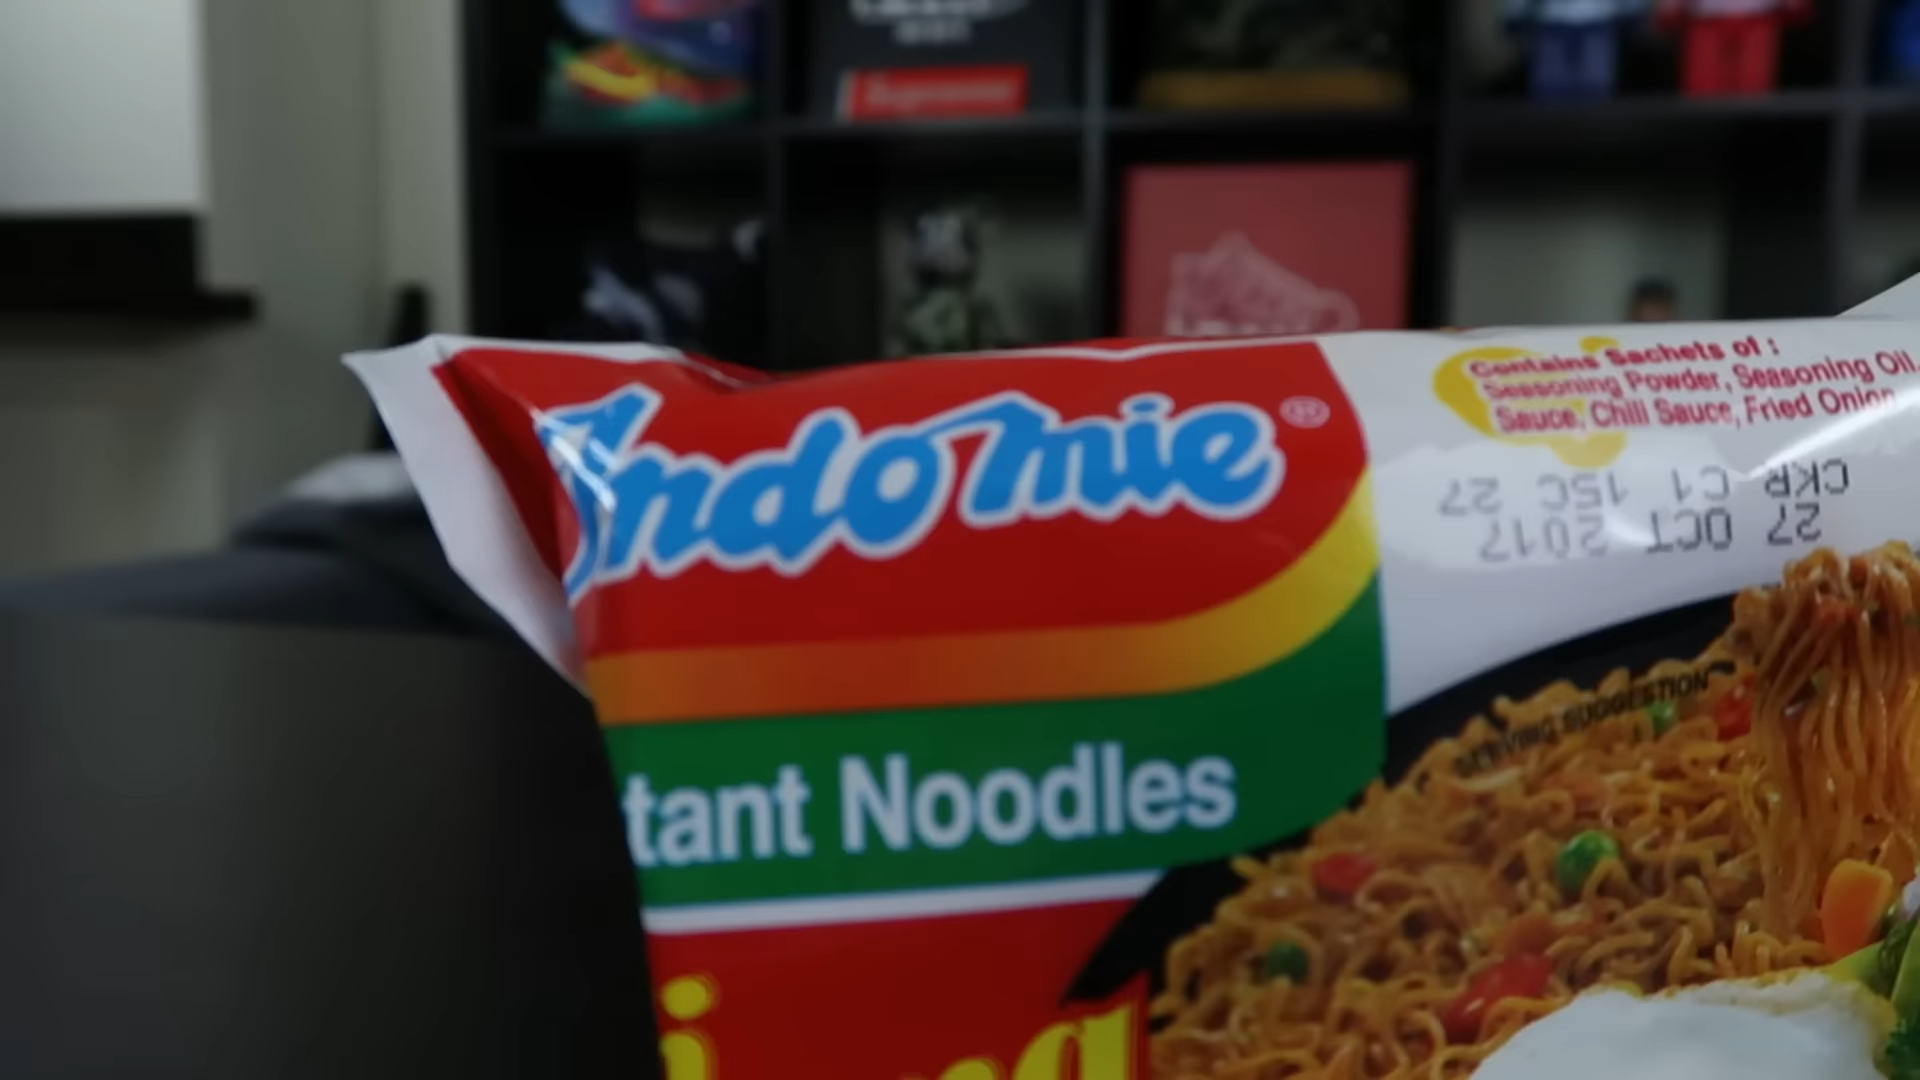 Supreme
Indomie®
Contains Sachets of :
Seasoning Powder, Seasoning Oil,
Sauce, Chili Sauce, Fried Onion
27 OCT 2017
CKR C1 15C 27
SERVING SUGGESTION
tant Noodles